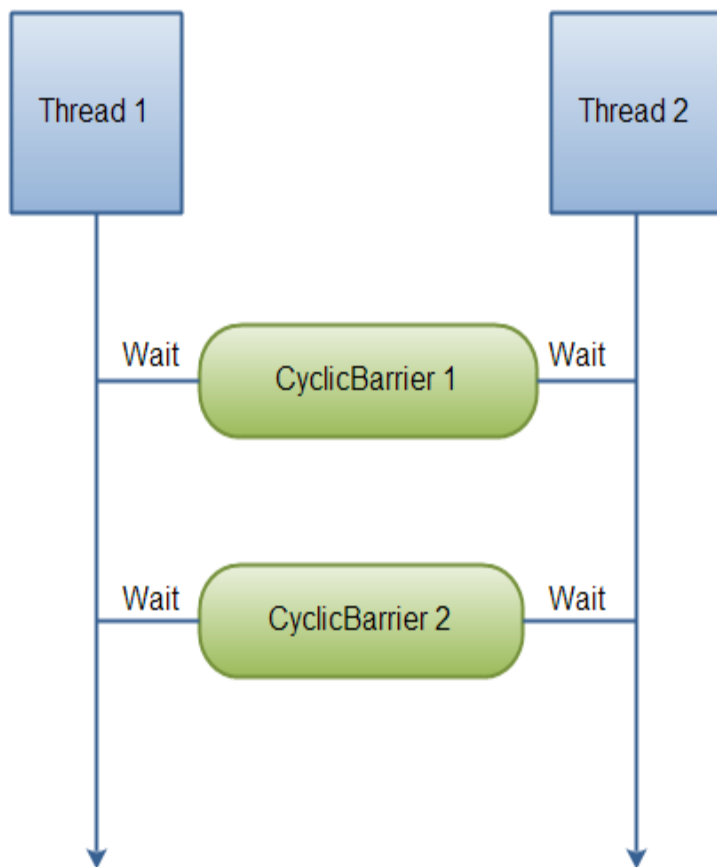 Thread 1
Thread 2
Wait
CyclicBarrier 1
Wait
Wait
CyclicBarrier 2
Wait